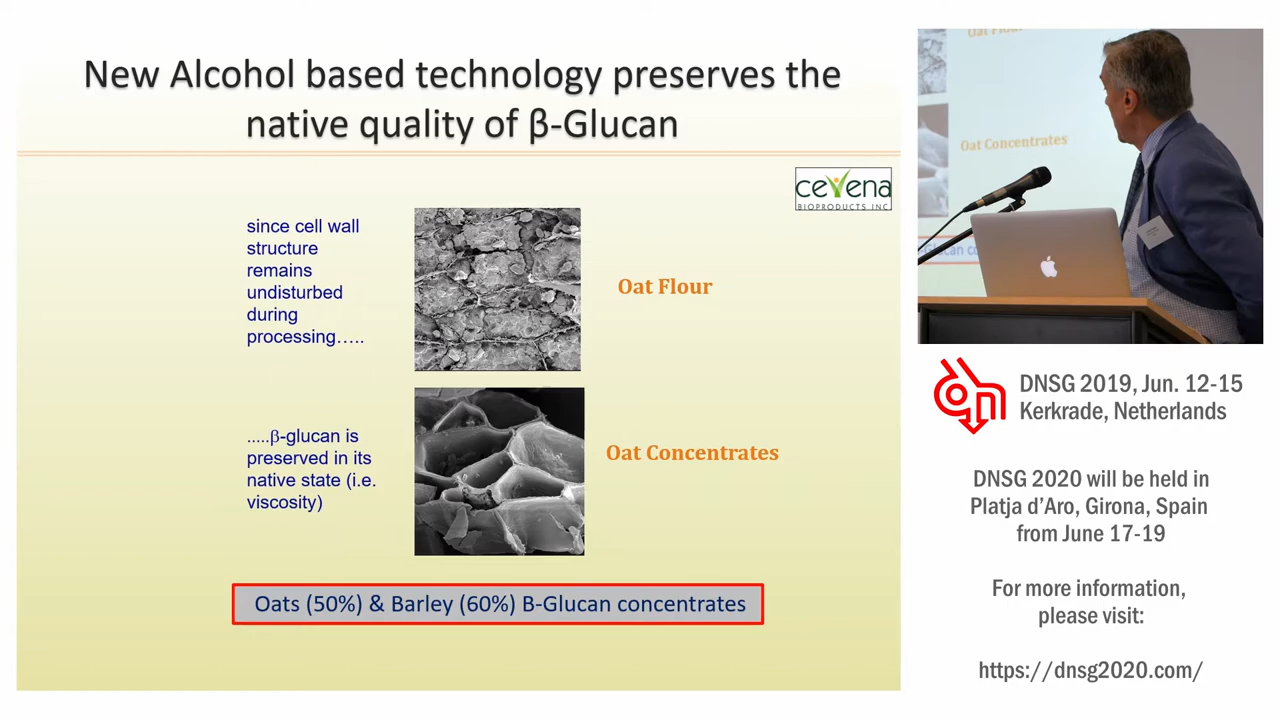 New Alcohol based technology preserves the
native quality of β-Glucan
cevena
BIOPRODUCTS INC
since cell wall
structure
remains
undisturbed
during
processing…..
Oat Flour
.....β-glucan is
preserved in its
native state (i.e.
viscosity)
Oat Concentrates
Oats (50%) & Barley (60%) B-Glucan concentrates
Oat Flour
Oat Concentrates
DNSG 2019, Jun. 12-15
Kerkrade, Netherlands
DNSG 2020 will be held in
Platja d’Aro, Girona, Spain
from June 17-19
For more information,
please visit:
https://dnsg2020.com/